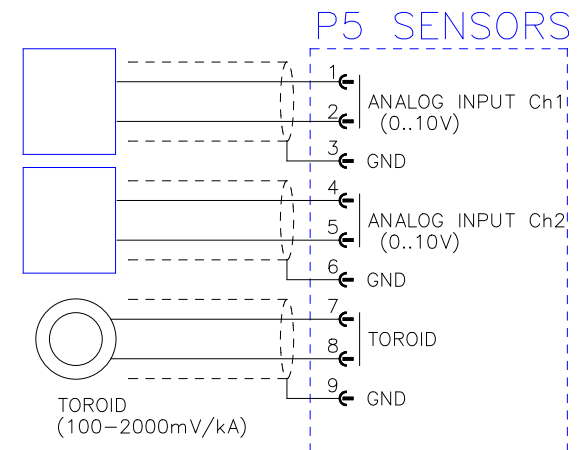 P5 SENSORS
1
ANALOG INPUT Ch1
2
(0..10V)
3
GND
4
ANALOG INPUT Ch2
5
(0..10V)
6
GND
7
TOROID
8
9
GND
TOROID
(100-2000mV/kA)